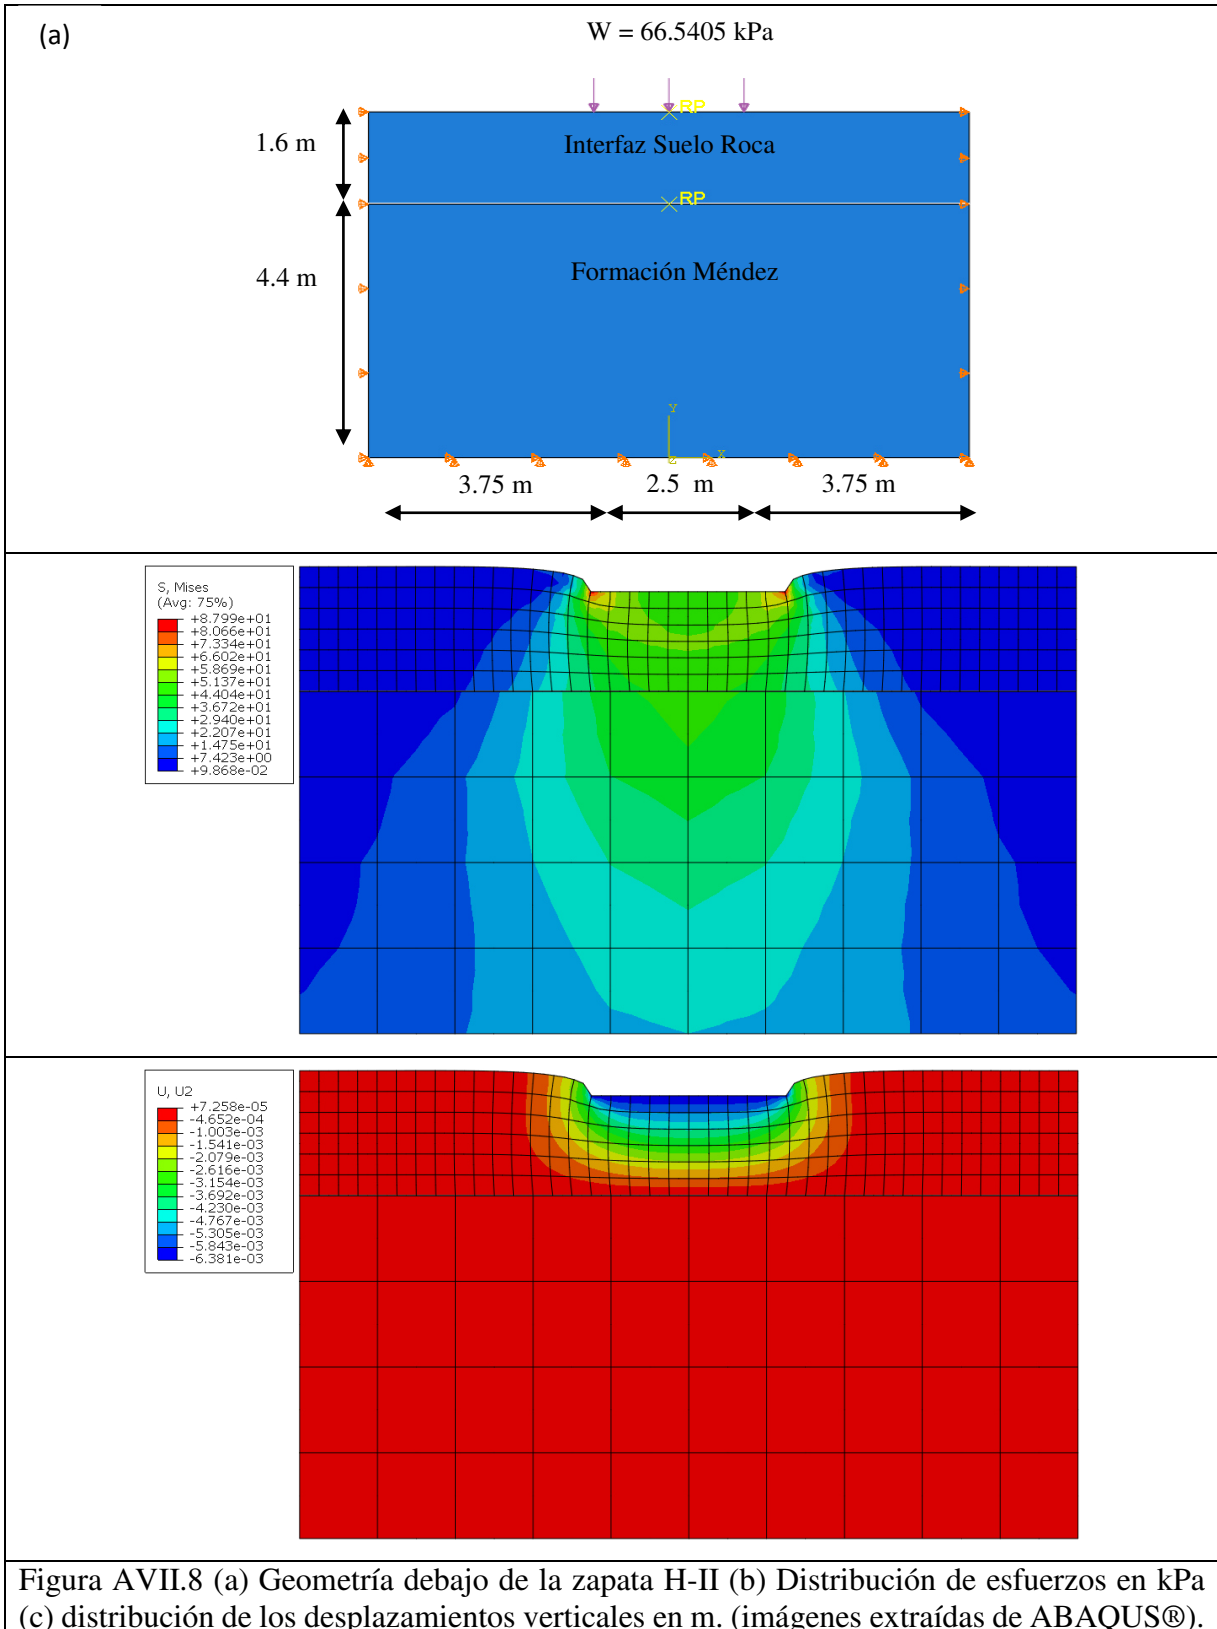 (a)
W = 66.5405 kPa
RP
1.6 m
Interfaz Suelo Roca
RP
4.4 m
Formación Méndez
Y
Z
X
3.75 m
2.5 m
3.75 m
S, Mises
(Avg: 75%)
+8.799e+01
+8.066e+01
+7.334e+01
+6.602e+01
+5.869e+01
+5.137e+01
+4.404e+01
+3.672e+01
+2.940e+01
+2.207e+01
+1.475e+01
+7.423e+00
+9.868e-02
U, U2
+7.258e-05
-4.652e-04
-1.003e-03
-1.541e-03
-2.079e-03
-2.616e-03
-3.154e-03
-3.692e-03
-4.230e-03
-4.767e-03
-5.305e-03
-5.843e-03
-6.381e-03
Figura AVII.8 (a) Geometría debajo de la zapata H-II (b) Distribución de esfuerzos en kPa
(c) distribución de los desplazamientos verticales en m. (imágenes extraídas de ABAQUS®).